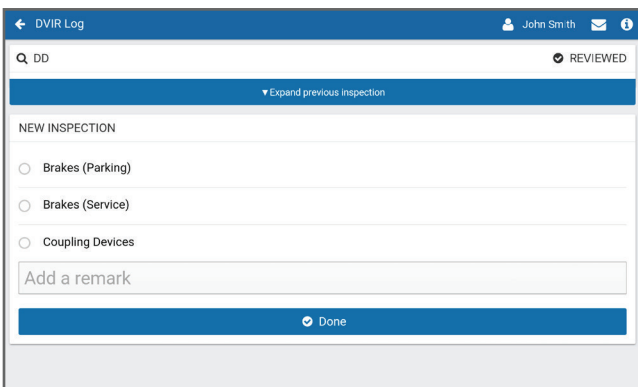 DVIR Log John Smith
DD REVIEWED
▼Expand previous inspection
NEW INSPECTION
Brakes (Parking)
Brakes (Service)
Coupling Devices
Add a remark
Done